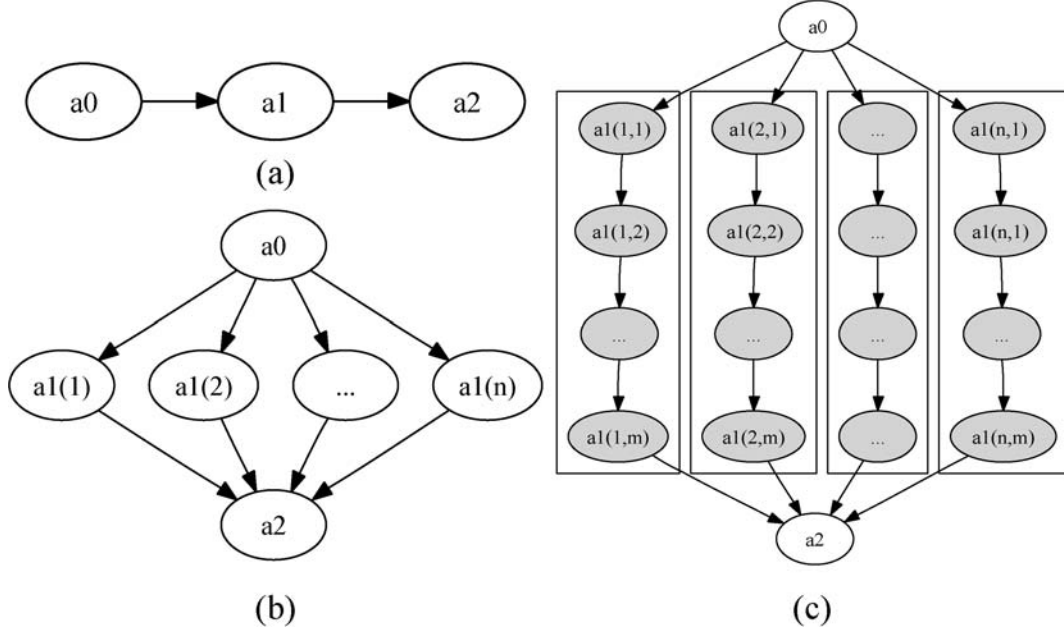 a0 a1 a2
(a)
a0
a1(1) a1(2) ... a1(n)
a2
(b)
a0
a1(1,1) a1(2,1) ... a1(n,1)
a1(1,2) a1(2,2) ... a1(n,1)
... ... ... ...
a1(1,m) a1(2,m) ... a1(n,m)
a2
(c)